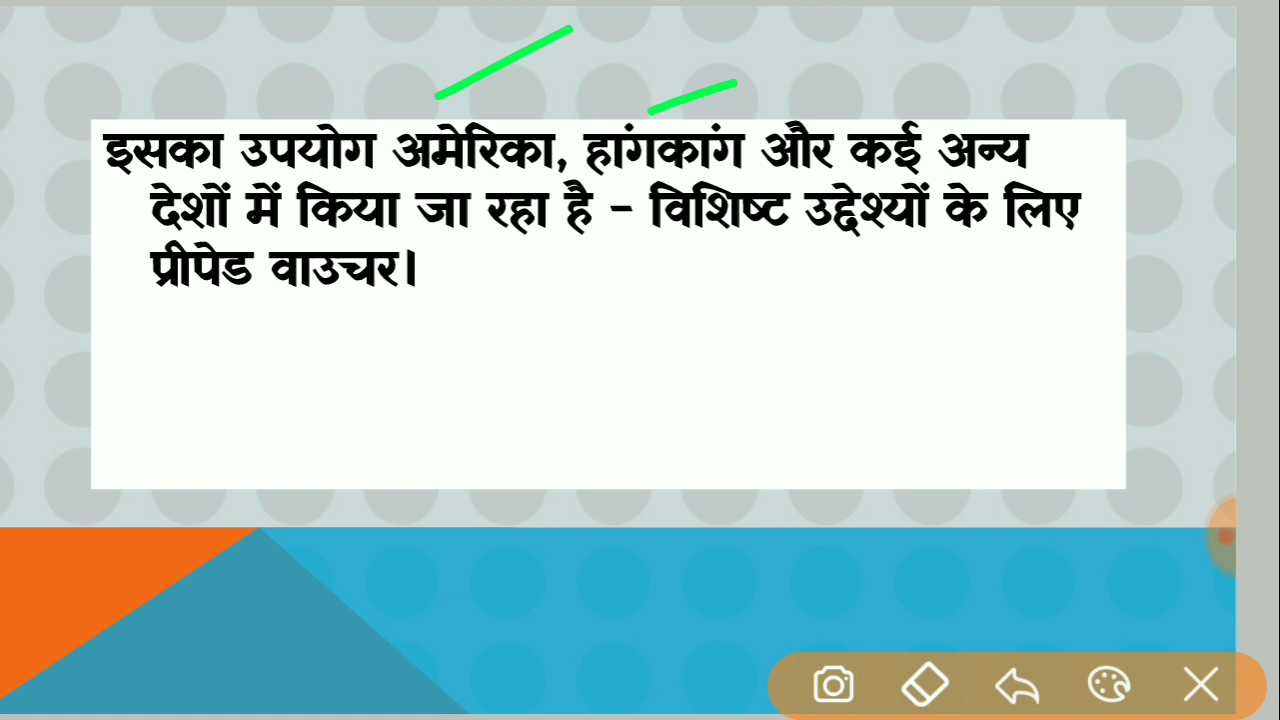 इसका उपयोग अमेरिका, हांगकांग और कई अन्य
देशों में किया जा रहा है - विशिष्ट उद्देश्यों के लिए
प्रीपेड वाउचर।